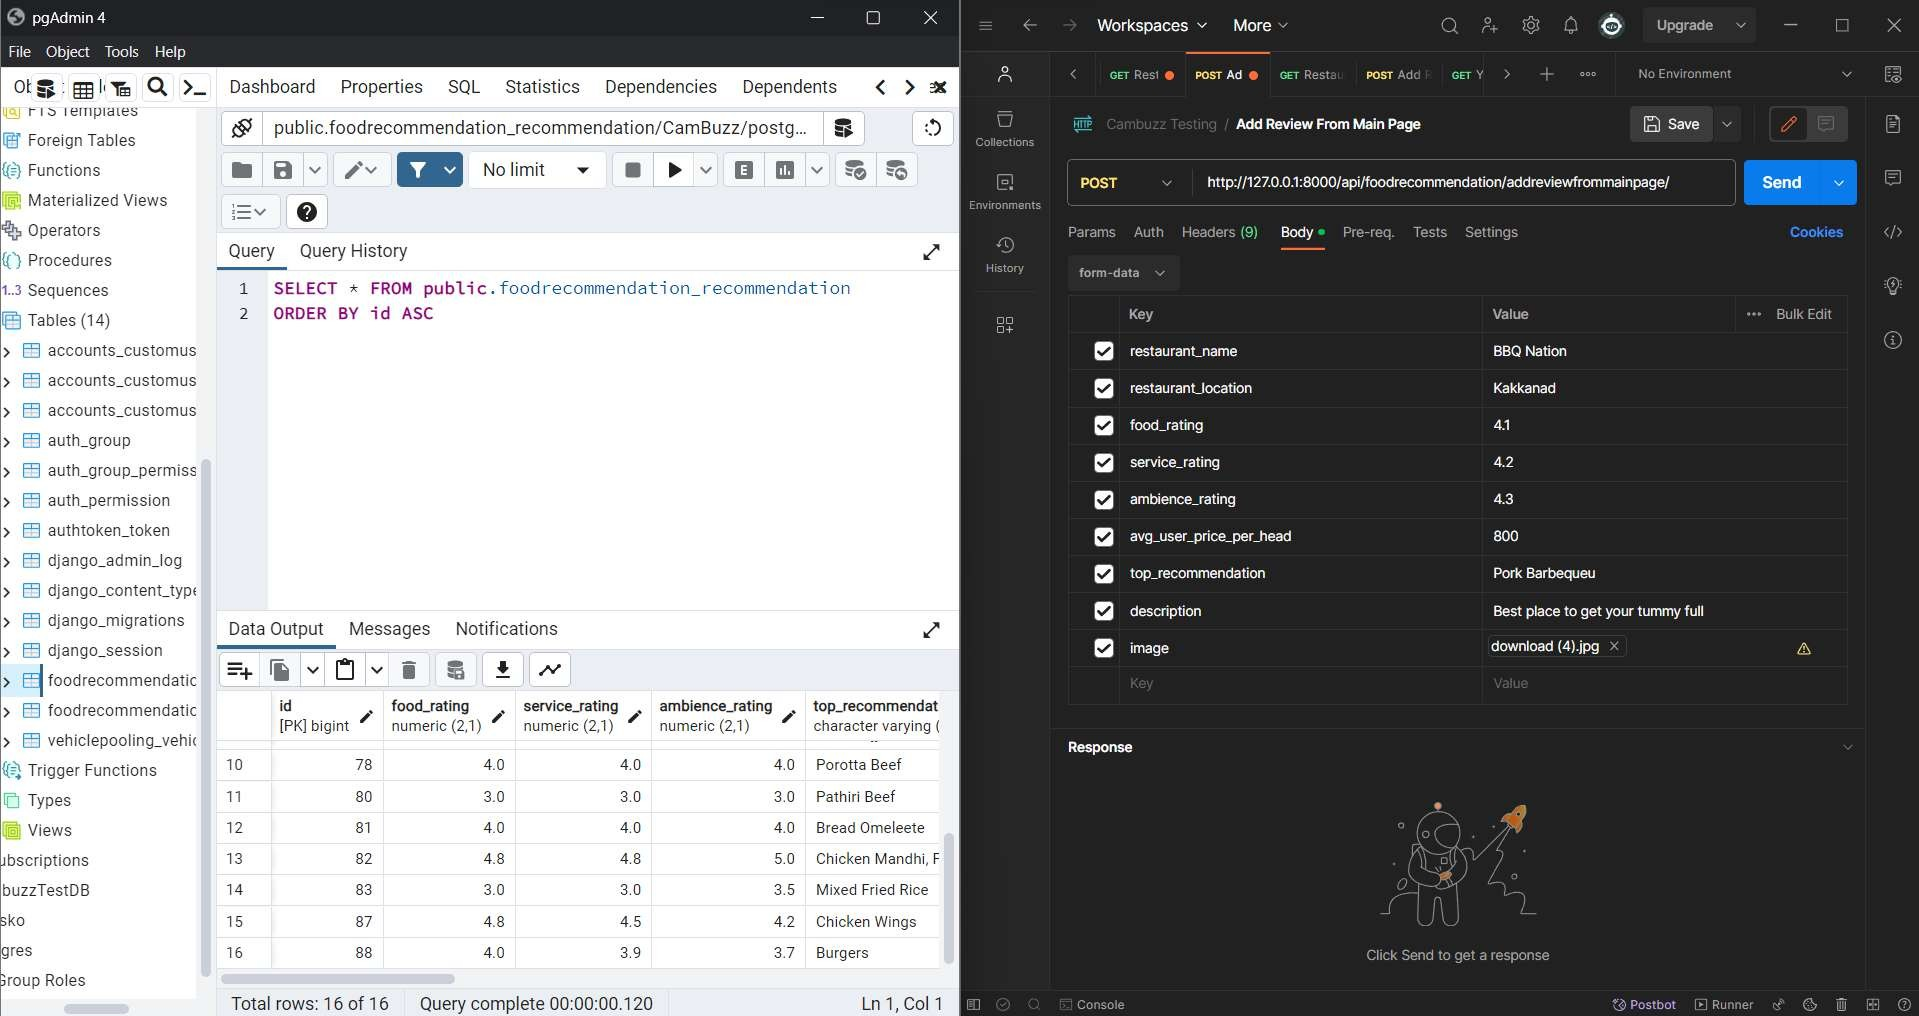 pgAdmin 4
File Object Tools Help
Dashboard Properties SQL Statistics Dependencies Dependents
FTS Templates
Foreign Tables
Functions
Materialized Views
Operators
Procedures
1..3 Sequences
Tables (14)
accounts_customus
accounts_customus
accounts_customus
auth_group
auth_group_permiss
auth_permission
authtoken_token
django_admin_log
django_content_type
django_migrations
django_session
foodrecommendatic
foodrecommendatic
vehiclepooling_vehic
Trigger Functions
Types
Views
ubscriptions
buzzTestDB
sko
gres
Group Roles
public.foodrecommendation_recommendation/CamBuzz/postg...
No limit
E
Query Query History
1 SELECT * FROM public.foodrecommendation_recommendation
2 ORDER BY id ASC
Data Output Messages Notifications
id food_rating service_rating ambience_rating top_recommendat
[PK] bigint numeric (2,1) numeric (2,1) numeric (2,1) character varying (
10 78 4.0 4.0 4.0 Porotta Beef
11 80 3.0 3.0 3.0 Pathiri Beef
12 81 4.0 4.0 4.0 Bread Omeleete
13 82 4.8 4.8 5.0 Chicken Mandhi, F
14 83 3.0 3.0 3.5 Mixed Fried Rice
15 87 4.8 4.5 4.2 Chicken Wings
16 88 4.0 3.9 3.7 Burgers
Total rows: 16 of 16 Query complete 00:00:00.120 Ln 1, Col 1
Workspaces More Upgrade
GET Rest POST Ad GET Restau POST Add R GET Y No Environment
Collections
Environments
History
HTTP Cambuzz Testing / Add Review From Main Page Save
POST http://127.0.0.1:8000/api/foodrecommendation/addreviewfrommainpage/ Send
Params Auth Headers (9) Body Pre-req. Tests Settings Cookies
form-data
Key Value Bulk Edit
restaurant_name BBQ Nation
restaurant_location Kakkanad
food_rating 4.1
service_rating 4.2
ambience_rating 4.3
avg_user_price_per_head 800
top_recommendation Pork Barbequeu
description Best place to get your tummy full
image download (4).jpg
Key Value
Response
Click Send to get a response
Console Postbot Runner